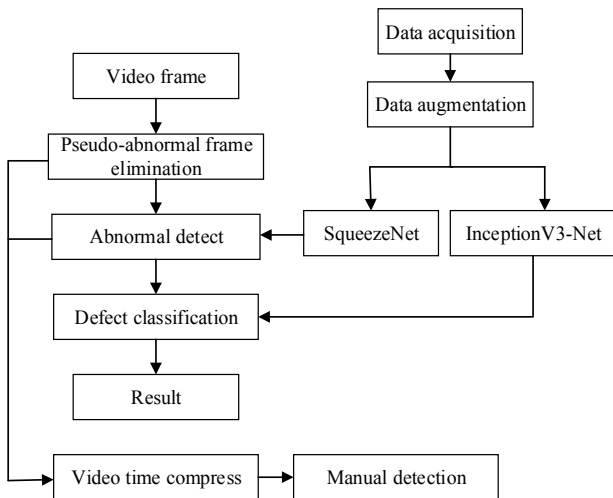 Data acquisition
Video frame
Data augmentation
Pseudo-abnormal frame
elimination
Abnormal detect
SqueezeNet
InceptionV3-Net
Defect classification
Result
Video time compress
Manual detection